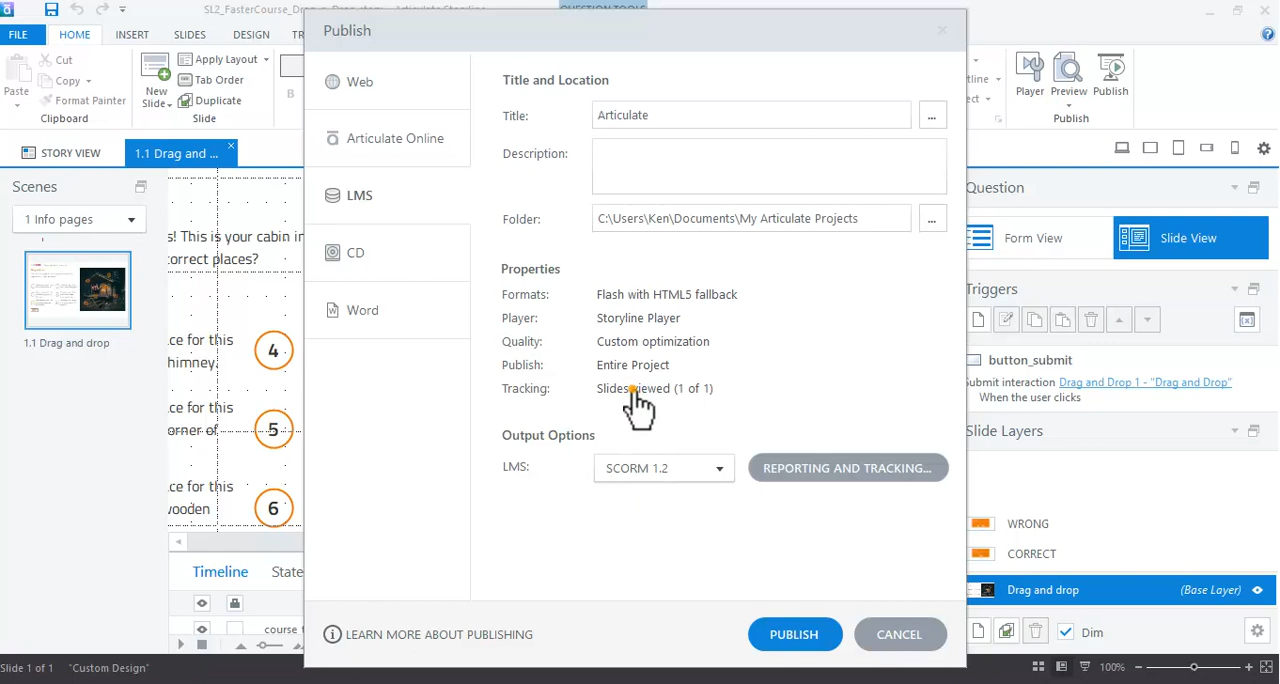 SL2_FasterCourse_Dr
QUESTION TOOLS
FILE
HOME
INSERT
SLIDES
DESIGN
TR
Paste
Cut
Copy
Format Painter
Clipboard
New
Slide
Apply Layout
Tab Order
Duplicate
Slide
B
Player
Preview
Publish
Publish
STORY VIEW
1.1 Drag and ...
Scenes
1 Info pages
1.1 Drag and drop
s! This is your cabin in
correct places?
ce for this
himney.
4
ce for this
orner of
5
ce for this
ooden
6
Timeline
State
course
Publish
Web
Articulate Online
LMS
CD
Word
Title and Location
Title:
Articulate
...
Description:
Folder:
C:\Users\Ken\Documents\My Articulate Projects
...
Properties
Formats:
Flash with HTML5 fallback
Player:
Storyline Player
Quality:
Custom optimization
Publish:
Entire Project
Tracking:
Slides viewed (1 of 1)
Output Options
LMS:
SCORM 1.2
REPORTING AND TRACKING...
LEARN MORE ABOUT PUBLISHING
PUBLISH
CANCEL
Question
Form View
Slide View
Triggers
button_submit
Submit interaction Drag and Drop 1 - "Drag and Drop"
When the user clicks
Slide Layers
WRONG
CORRECT
Drag and drop
(Base Layer)
Dim
Slide 1 of 1
"Custom Design"
100%